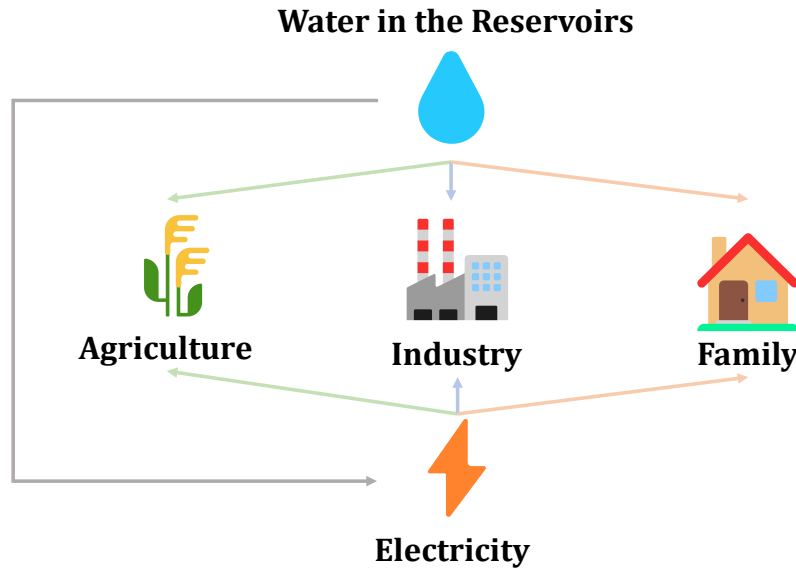 Water in the Reservoirs
Agriculture
Industry
Family
Electricity